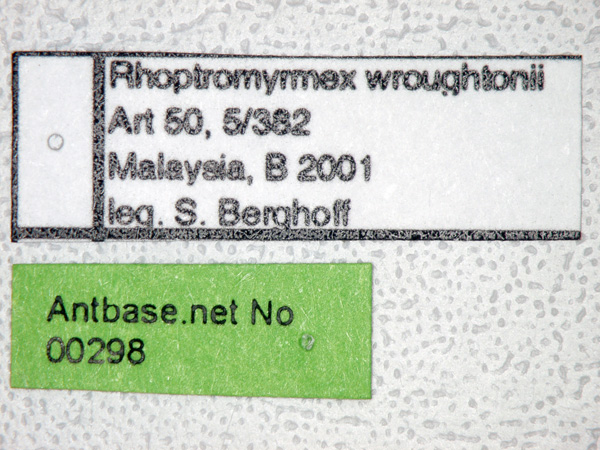 Rhoptromyrmex wroughtonii
Art 50, 5/382
Malaysia, B 2001
leg. S. Berghoff
Antbase.net No
00298